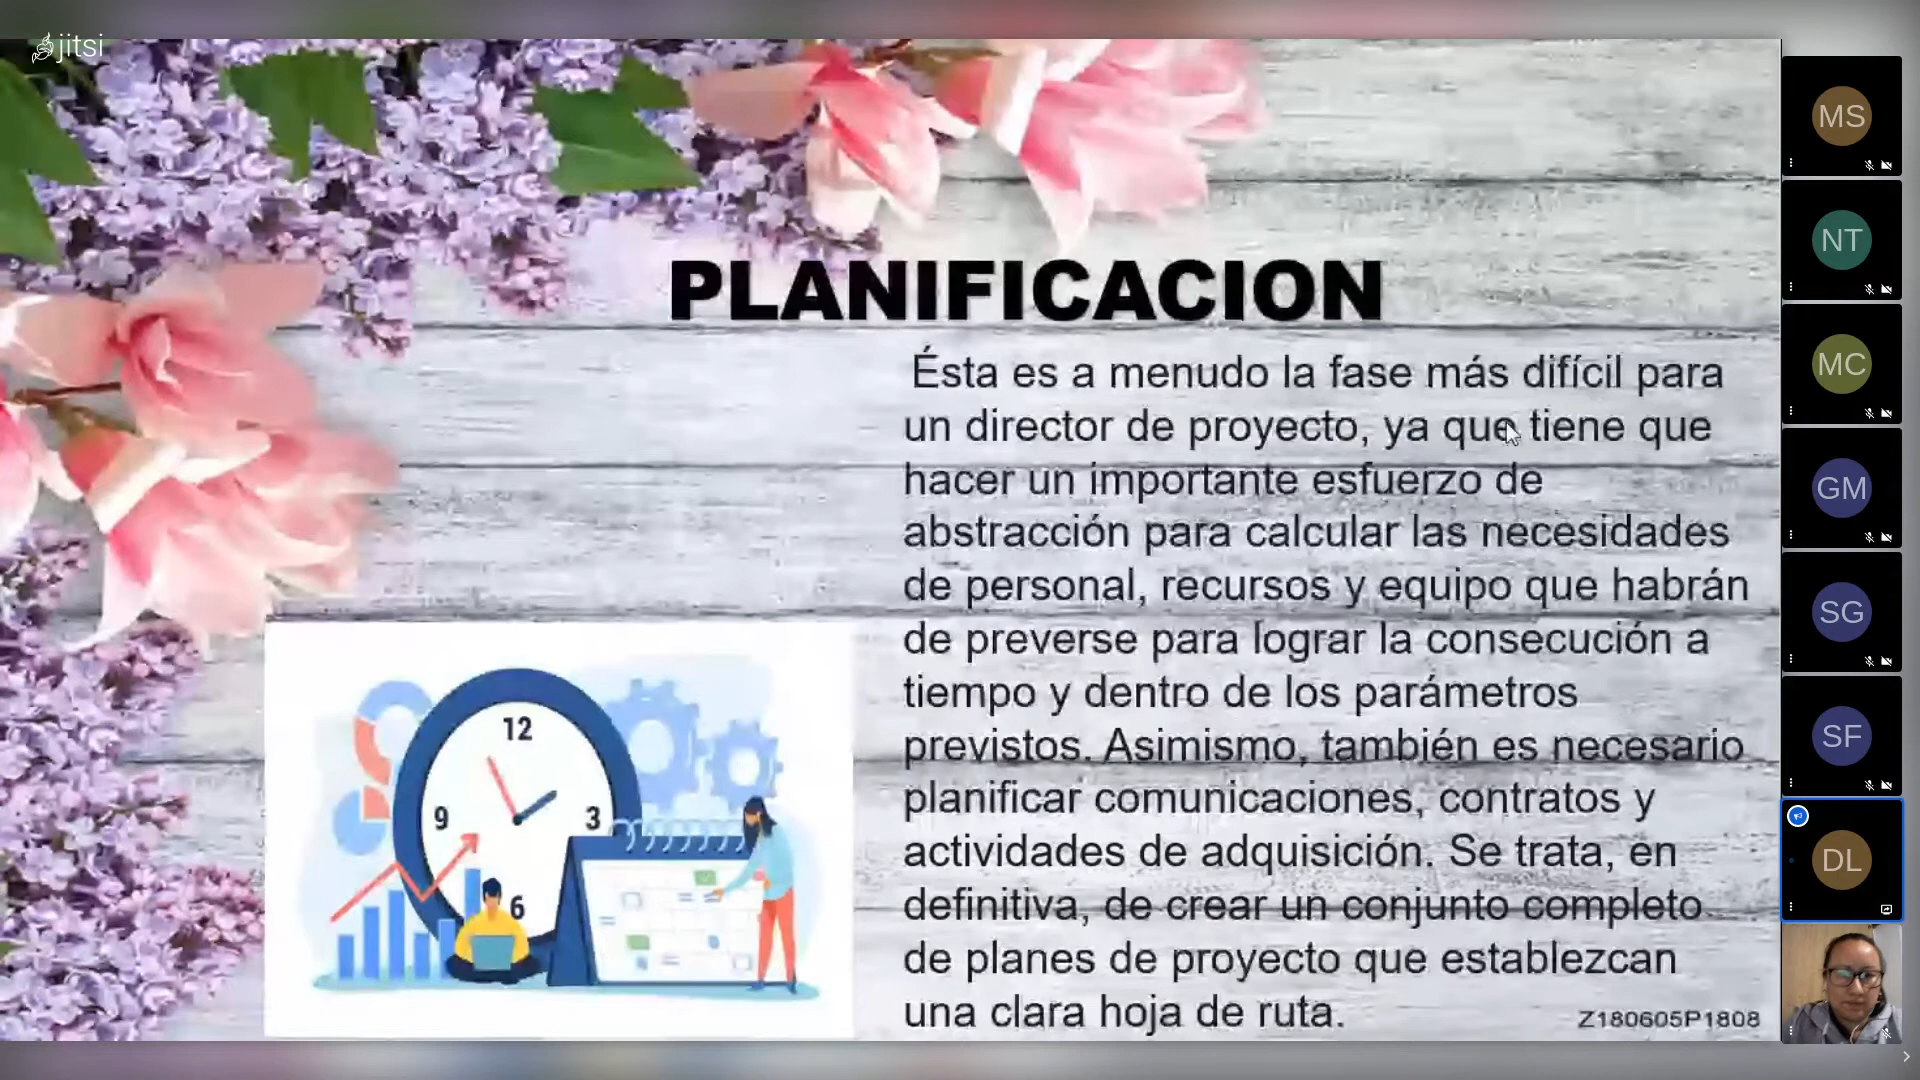 jitsi
PLANIFICACION
Ésta es a menudo la fase más difícil para
un director de proyecto, ya que tiene que
hacer un importante esfuerzo de
abstracción para calcular las necesidades
de personal, recursos y equipo que habrán
de preverse para lograr la consecución a
tiempo y dentro de los parámetros
previstos. Asimismo, también es necesario
planificar comunicaciones, contratos y
actividades de adquisición. Se trata, en
definitiva, de crear un conjunto completo
de planes de proyecto que establezcan
una clara hoja de ruta.
Z180605P1808
12
9
3
6
MS
NT
MC
GM
SG
SF
DL